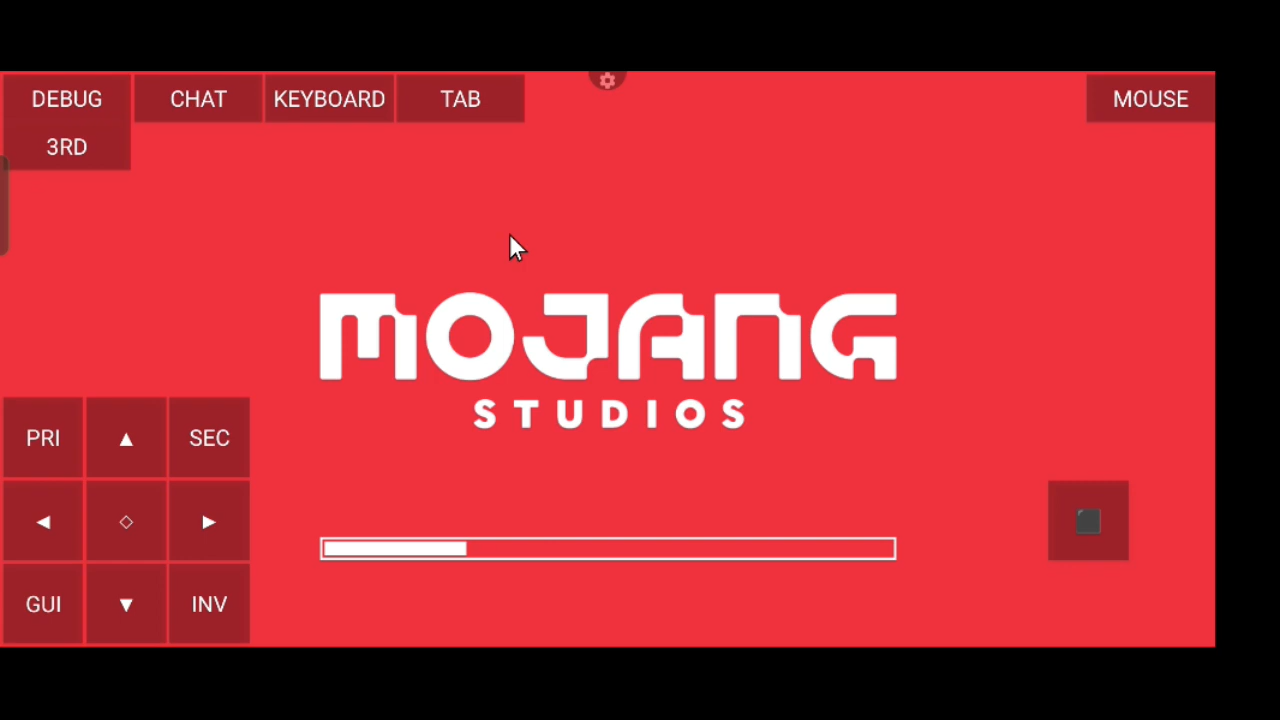 DEBUG CHAT KEYBOARD TAB MOUSE
3RD
MOJANG
STUDIOS
PRI ▲ SEC
◀ ◇ ▶
GUI ▼ INV